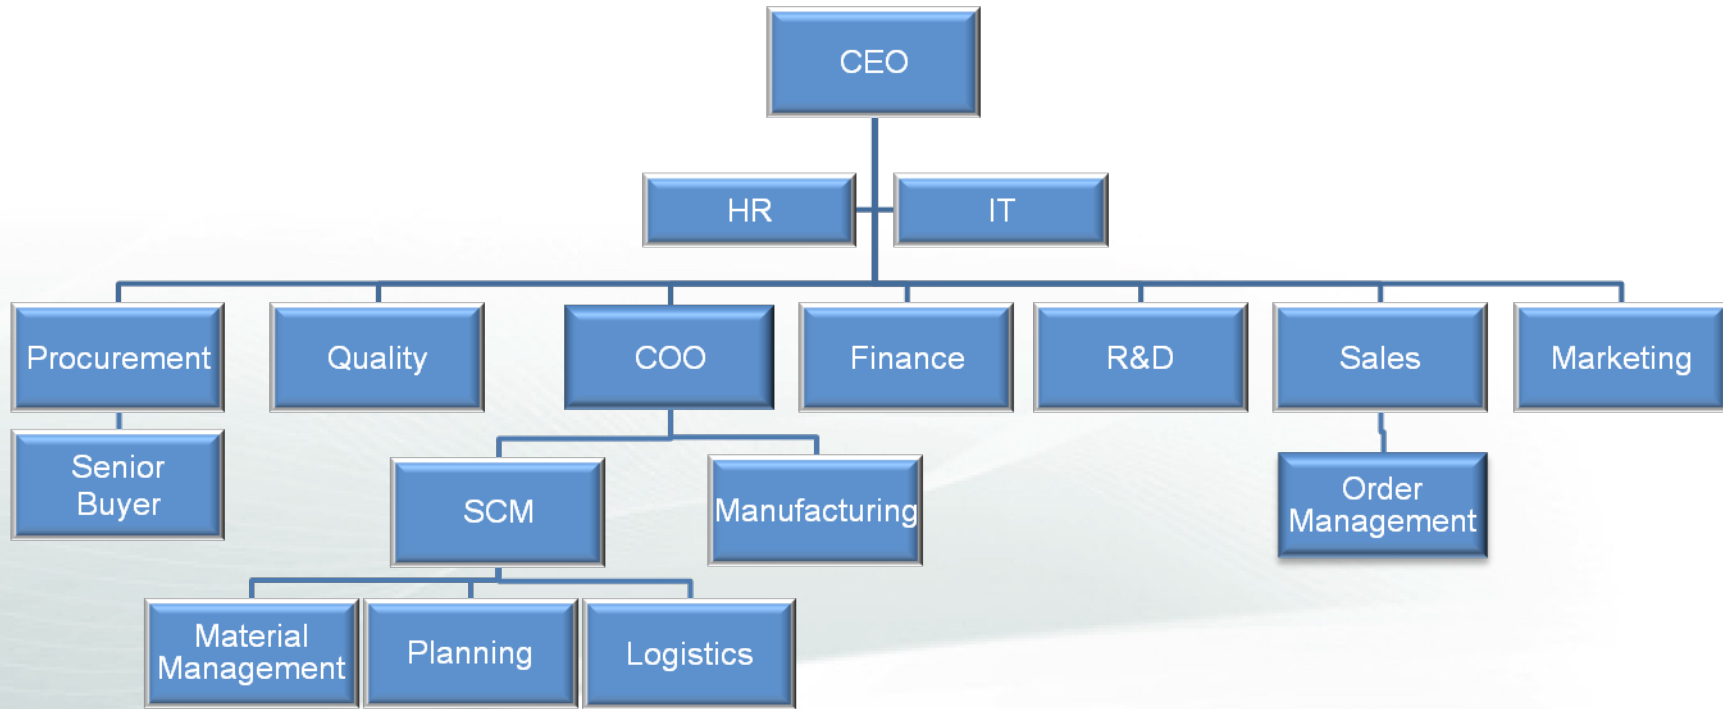 CEO
HR
IT
Procurement
Quality
COO
Finance
R&D
Sales
Marketing
Senior
Buyer
SCM
Manufacturing
Order
Management
Material
Management
Planning
Logistics